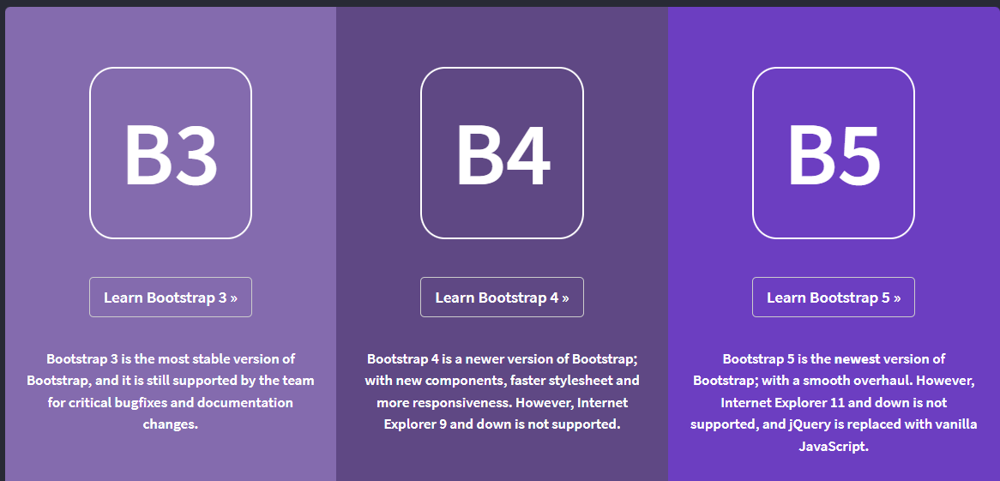 B3
Learn Bootstrap 3 »
Bootstrap 3 is the most stable version of
Bootstrap, and it is still supported by the team
for critical bugfixes and documentation
changes.
B4
Learn Bootstrap 4 »
Bootstrap 4 is a newer version of Bootstrap;
with new components, faster stylesheet and
more responsiveness. However, Internet
Explorer 9 and down is not supported.
B5
Learn Bootstrap 5 »
Bootstrap 5 is the newest version of
Bootstrap; with a smooth overhaul. However,
Internet Explorer 11 and down is not
supported, and jQuery is replaced with vanilla
JavaScript.